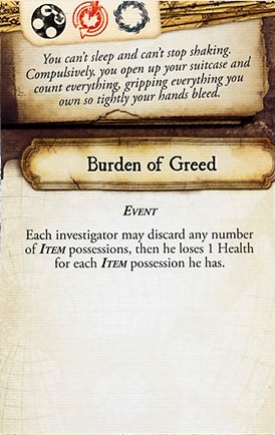 You can't sleep and can't stop shaking.
Compulsively, you open up your suitcase and
count everything, gripping everything you
own so tightly your hands bleed.
Burden of Greed
EVENT
Each investigator may discard any number
of ITEM possessions, then he loses 1 Health
for each ITEM possession he has.